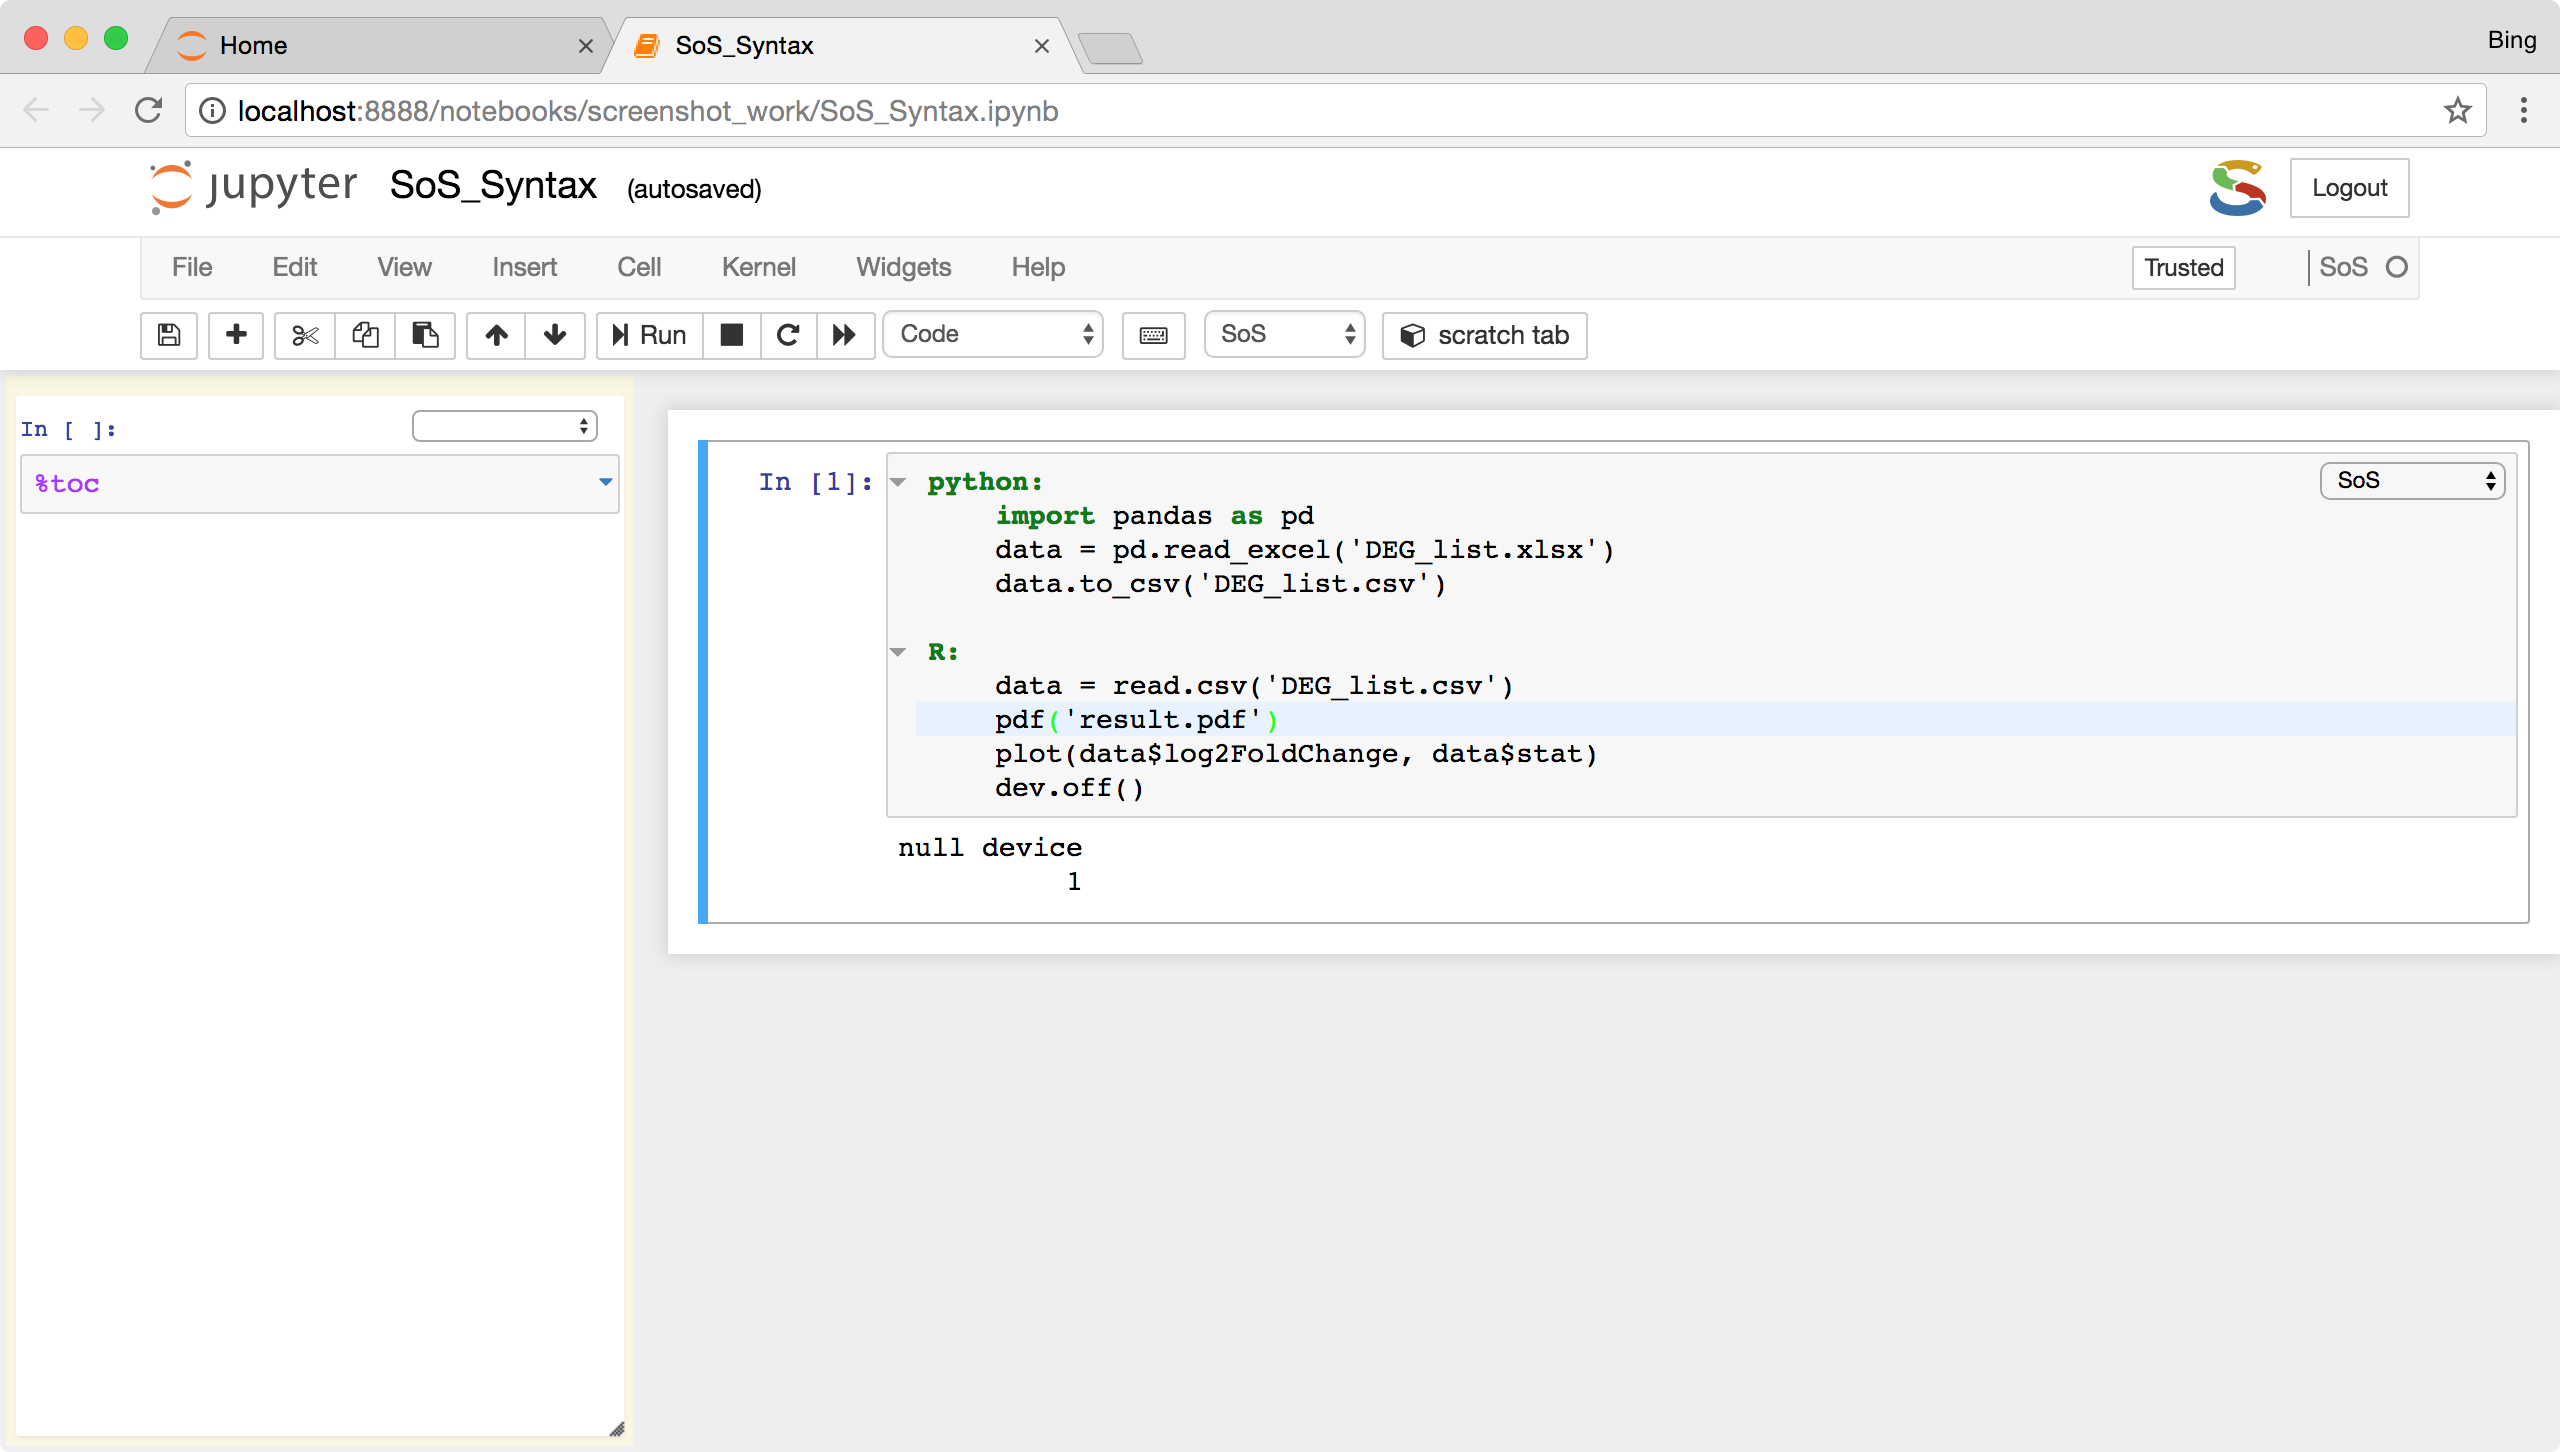 Home
SoS_Syntax
Bing
localhost:8888/notebooks/screenshot_work/SoS_Syntax.ipynb
jupyter SoS_Syntax (autosaved)
Logout
File Edit View Insert Cell Kernel Widgets Help
Trusted
SoS
Run
Code
SoS
scratch tab
In [ ]:
%toc
In [1]:
SoS
python:
import pandas as pd
data = pd.read_excel('DEG_list.xlsx')
data.to_csv('DEG_list.csv')
R:
data = read.csv('DEG_list.csv')
pdf('result.pdf')
plot(data$log2FoldChange, data$stat)
dev.off()
null device
1